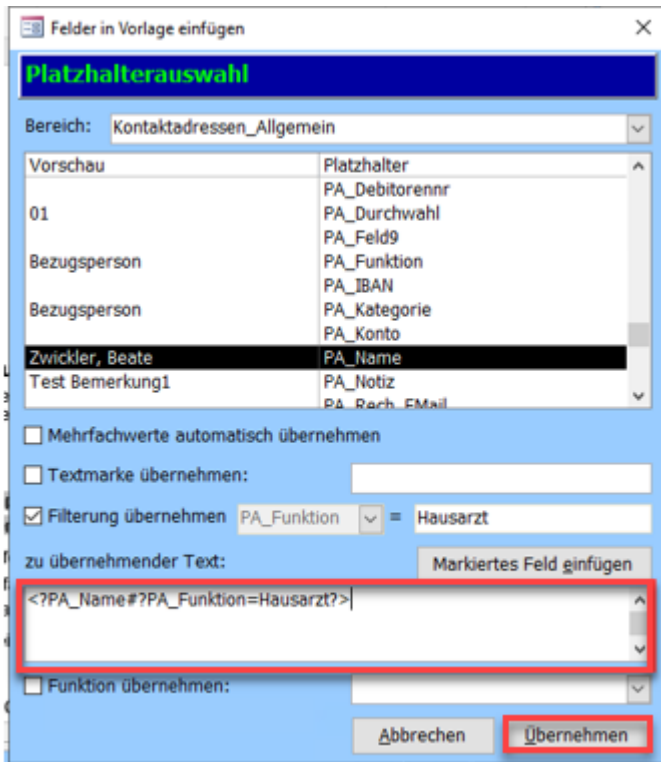 Felder in Vorlage einfügen
Platzhalterauswahl
Bereich: Kontaktadressen_Allgemein
Vorschau Platzhalter
PA_Debitorennr
01 PA_Durchwahl
PA_Feld9
Bezugsperson PA_Funktion
PA_IBAN
Bezugsperson PA_Kategorie
PA_Konto
Zwickler, Beate PA_Name
Test Bemerkung1 PA_Notiz
PA_Rech_EMail
Mehrfachwerte automatisch übernehmen
Textmarke übernehmen:
Filterung übernehmen PA_Funktion = Hausarzt
zu übernehmender Text: Markiertes Feld einfügen
<?PA_Name#?PA_Funktion=Hausarzt?>
Funktion übernehmen:
Abbrechen Übernehmen